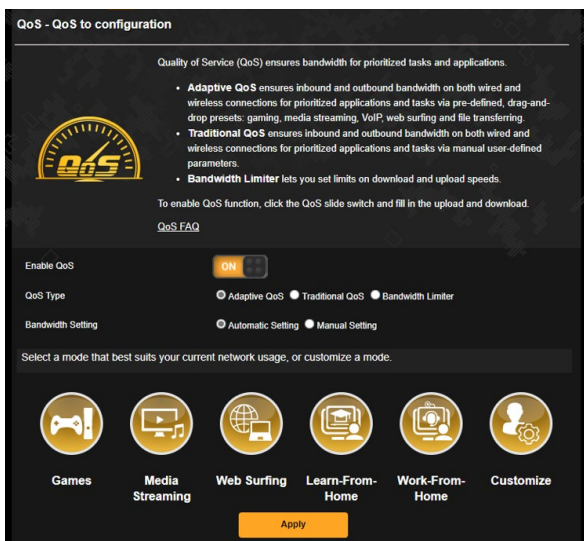 QoS - QoS to configuration
Quality of Service (QoS) ensures bandwidth for prioritized tasks and applications.
• Adaptive QoS ensures inbound and outbound bandwidth on both wired and
wireless connections for prioritized applications and tasks via pre-defined, drag-and-
drop presets: gaming, media streaming, VoIP, web surfing and file transferring.
• Traditional QoS ensures inbound and outbound bandwidth on both wired and
wireless connections for prioritized applications and tasks via manual user-defined
parameters.
• Bandwidth Limiter lets you set limits on download and upload speeds.
QoS
To enable QoS function, click the QoS slide switch and fill in the upload and download.
QoS FAQ
Enable QoS ON
QoS Type Adaptive QoS Traditional QoS Bandwidth Limiter
Bandwidth Setting Automatic Setting Manual Setting
Select a mode that best suits your current network usage, or customize a mode.
Games Media Web Surfing Learn-From- Work-From- Customize
Streaming Home Home
Apply